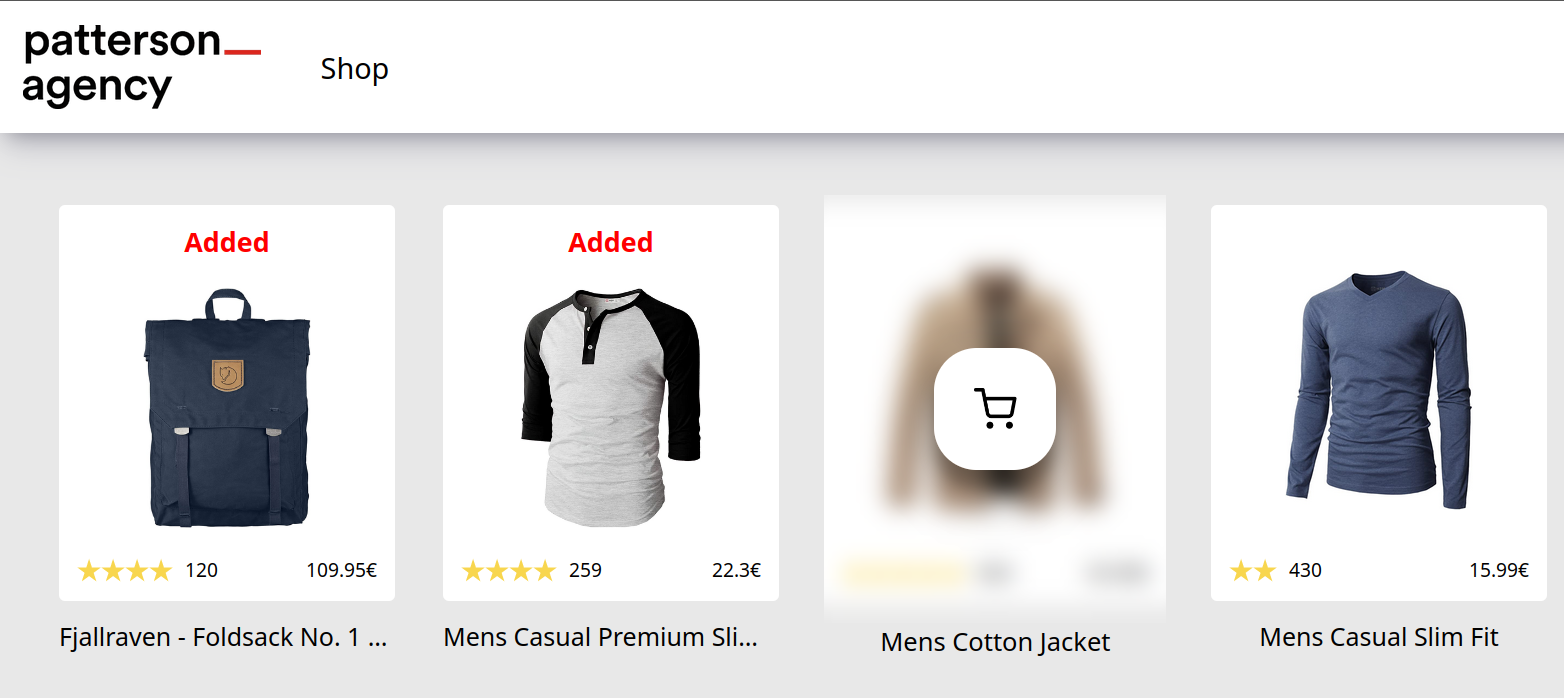 patterson
agency
Shop
Added
Added
120
109.95€
259
22.3€
430
15.99€
Fjallraven - Foldsack No. 1 ...
Mens Casual Premium Sli...
Mens Cotton Jacket
Mens Casual Slim Fit